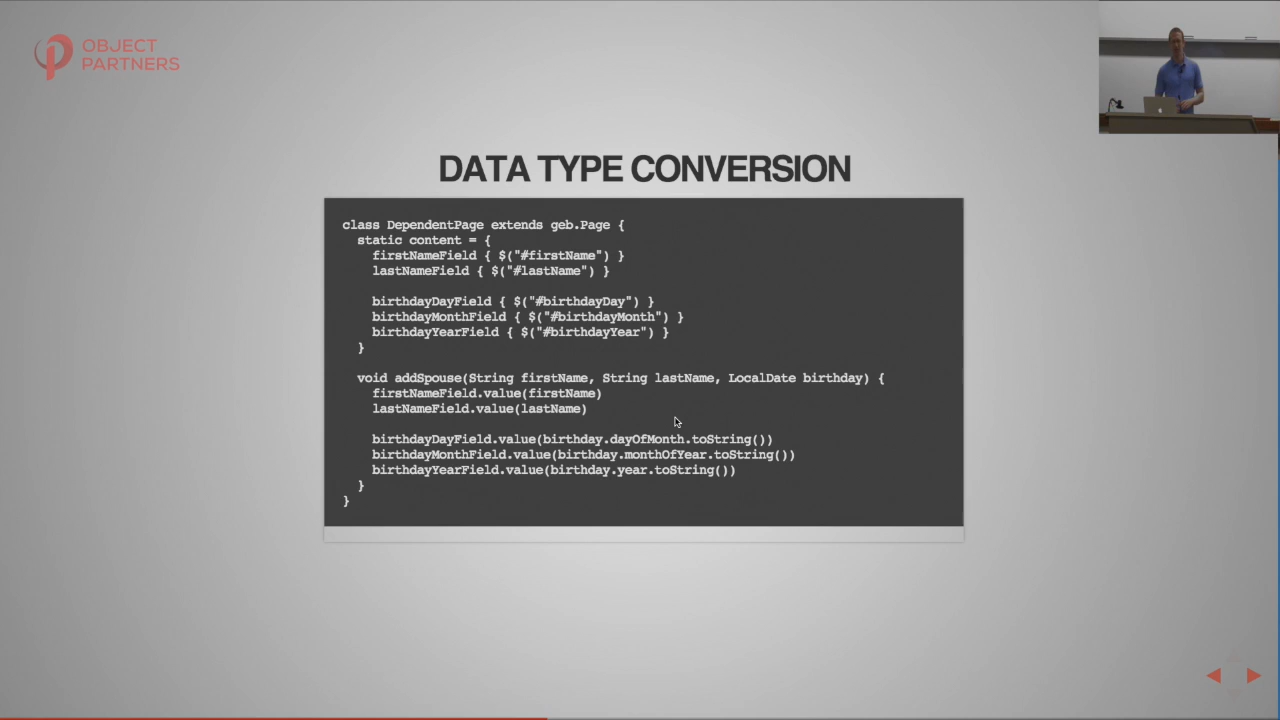 OBJECT
PARTNERS
DATA TYPE CONVERSION
class DependentPage extends geb.Page {
  static content = {
    firstNameField { $("#firstName") }
    lastNameField { $("#lastName") }

    birthdayDayField { $("#birthdayDay") }
    birthdayMonthField { $("#birthdayMonth") }
    birthdayYearField { $("#birthdayYear") }
  }

  void addSpouse(String firstName, String lastName, LocalDate birthday) {
    firstNameField.value(firstName)
    lastNameField.value(lastName)

    birthdayDayField.value(birthday.dayOfMonth.toString())
    birthdayMonthField.value(birthday.monthOfYear.toString())
    birthdayYearField.value(birthday.year.toString())
  }
}